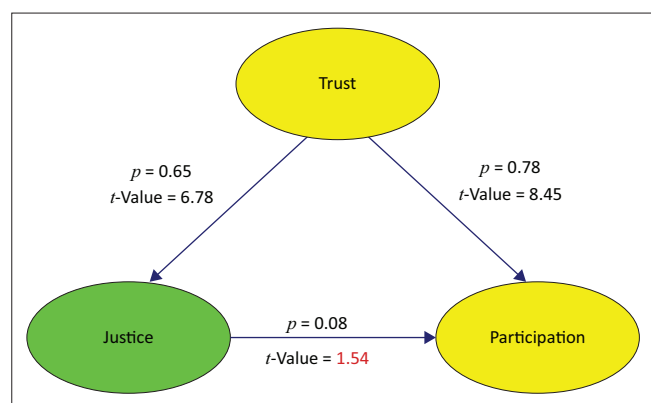 Trust
p = 0.65
t-Value = 6.78
p = 0.78
t-Value = 8.45
Justice
p = 0.08
t-Value = 1.54
Participation